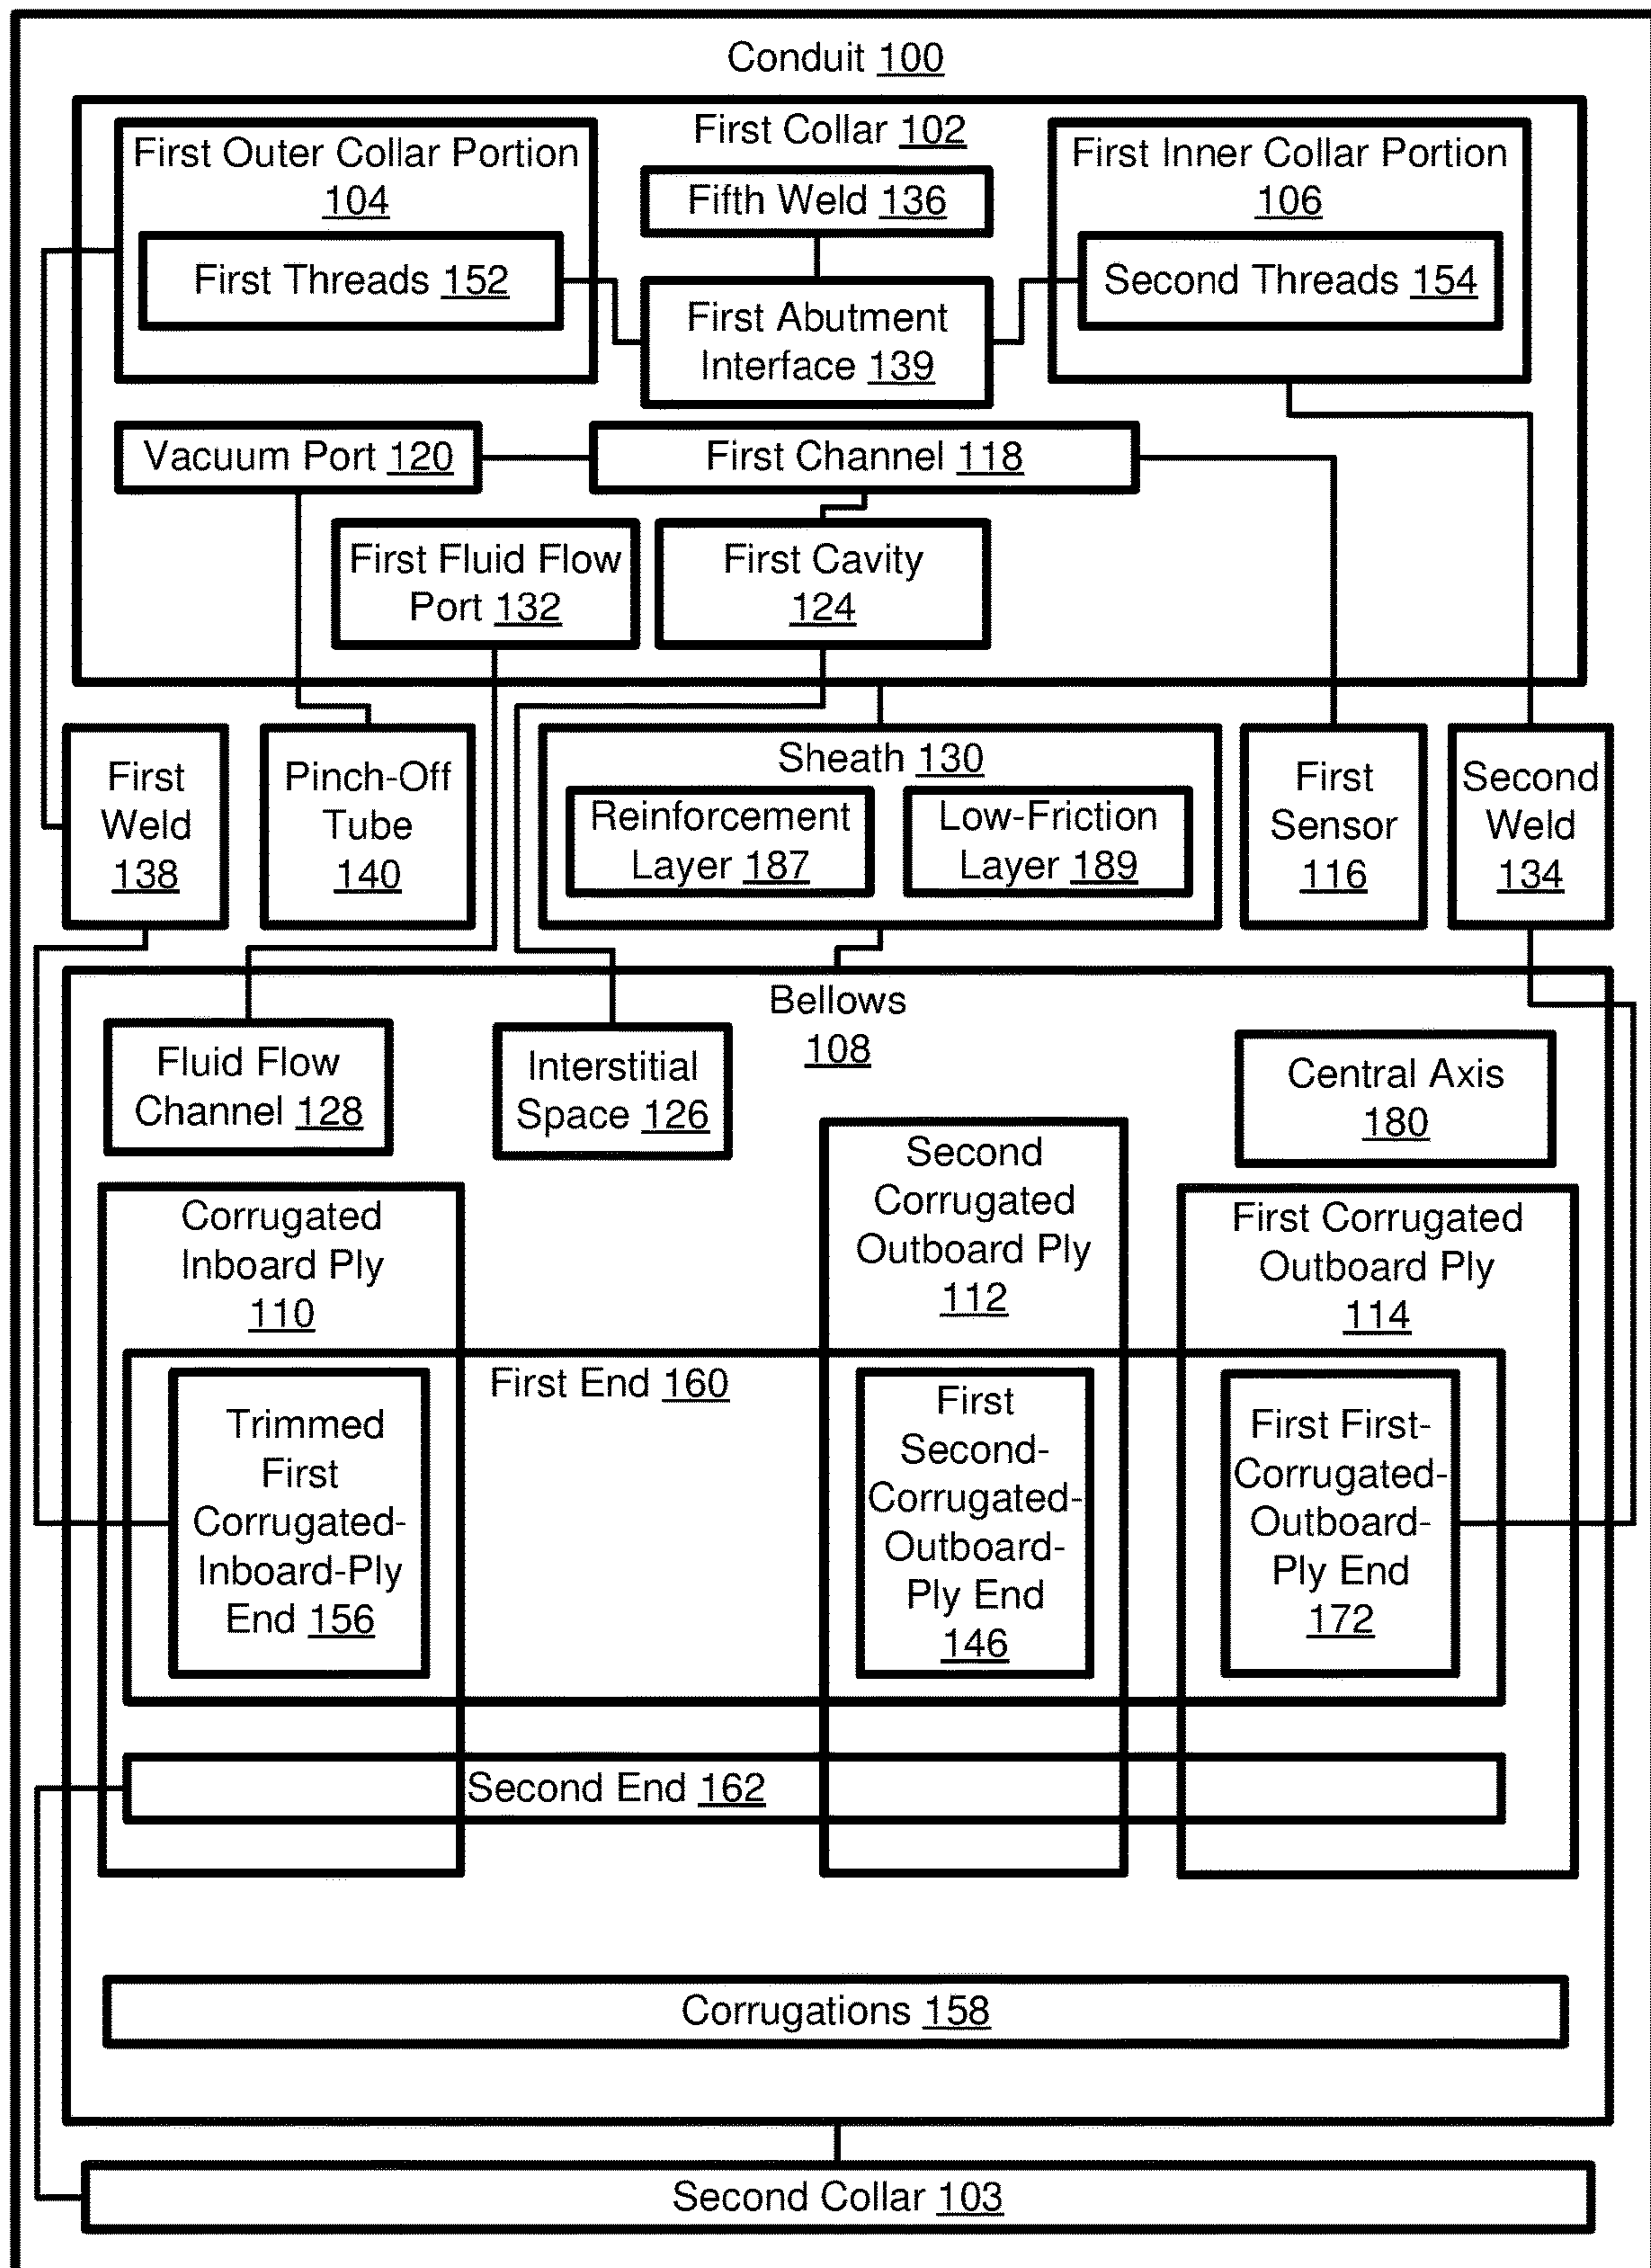 Conduit 100
First Collar 102
First Outer Collar Portion
104
First Threads 152
Fifth Weld 136
First Abutment
Interface 139
First Inner Collar Portion
106
Second Threads 154
Vacuum Port 120
First Channel 118
First Fluid Flow
Port 132
First Cavity
124
First
Weld
138
Pinch-Off
Tube
140
Sheath 130
Reinforcement
Layer 187
Low-Friction
Layer 189
First
Sensor
116
Second
Weld
134
Bellows
108
Fluid Flow
Channel 128
Interstitial
Space 126
Central Axis
180
Corrugated
Inboard Ply
110
Second
Corrugated
Outboard Ply
112
First Corrugated
Outboard Ply
114
First End 160
Trimmed
First
Corrugated-
Inboard-Ply
End 156
First
Second-
Corrugated-
Outboard-
Ply End
146
First First-
Corrugated-
Outboard-
Ply End
172
Second End 162
Corrugations 158
Second Collar 103